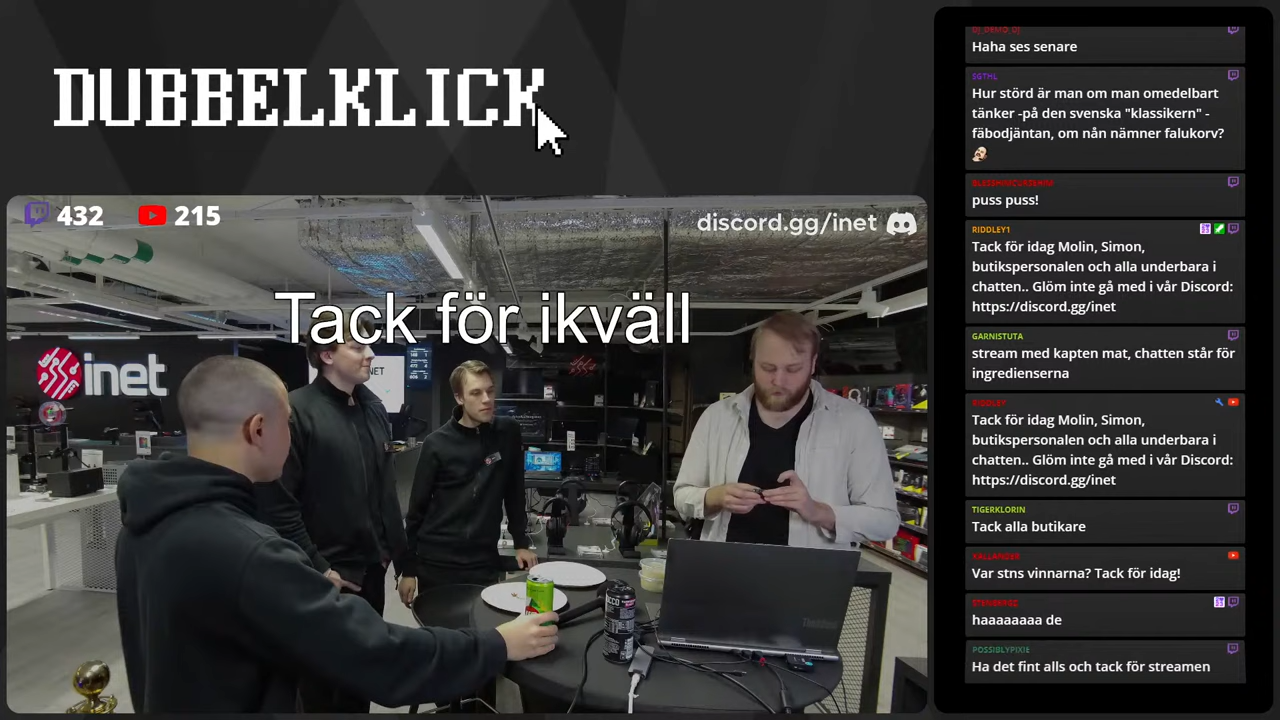 DUBBELKLICK
432
215
discord.gg/inet
Tack för ikväll
inet
NET
ThinkPad
DJ_DESTO_DJ
Haha ses senare
SGTHL
Hur störd är man om man omedelbart
tänker -på den svenska "klassikern" -
fäbodjäntan, om nån nämner falukorv?
puss puss!
RIDDLEY1
Tack för idag Molin, Simon,
butikspersonalen och alla underbara i
chatten.. Glöm inte gå med i vår Discord:
https://discord.gg/inet
GARNISTUTA
stream med kapten mat, chatten står för
ingredienserna
RIDDLEY
Tack för idag Molin, Simon,
butikspersonalen och alla underbara i
chatten.. Glöm inte gå med i vår Discord:
https://discord.gg/inet
TIGERKLORIN
Tack alla butikare
XALLANDER
Var stns vinnarna? Tack för idag!
haaaaaaaa de
POSSIBLYPIXIE
Ha det fint alls och tack för streamen